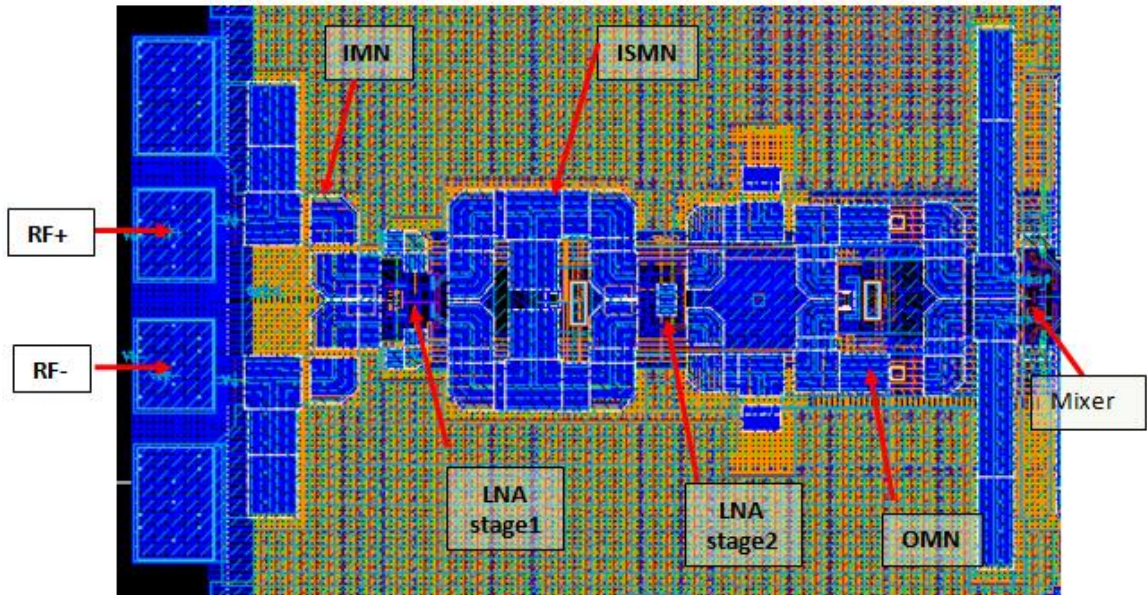 IMN
ISMN
RF+
RF-
LNA
stage1
LNA
stage2
OMN
Mixer